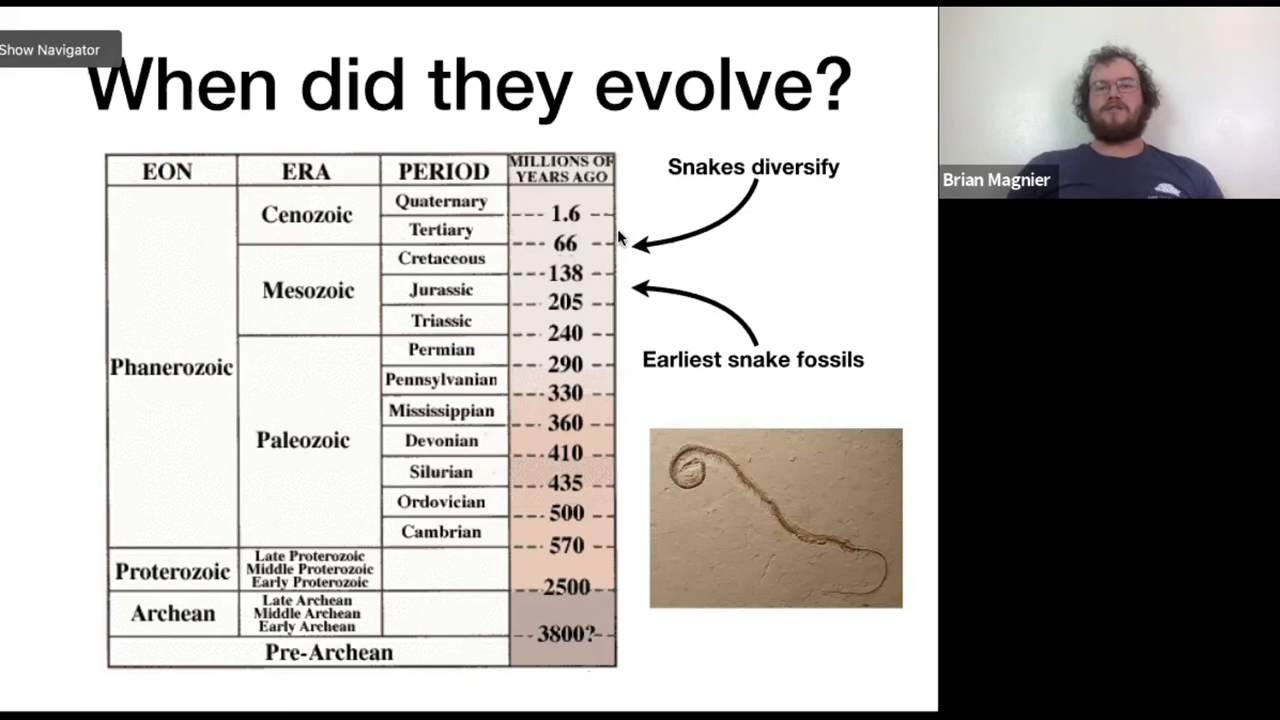 Show Navigator
When did they evolve?
EON ERA PERIOD MILLIONS OF YEARS AGO
Phanerozoic
Cenozoic
Quaternary
1.6
Tertiary
66
Mesozoic
Cretaceous
138
Jurassic
205
Triassic
240
Paleozoic
Permian
290
Pennsylvanian
330
Mississippian
360
Devonian
410
Silurian
435
Ordovician
500
Cambrian
570
Proterozoic
Late Proterozoic
Middle Proterozoic
Early Proterozoic
2500
Archean
Late Archean
Middle Archean
Early Archean
3800?
Pre-Archean
Snakes diversify
Earliest snake fossils
Brian Magnier